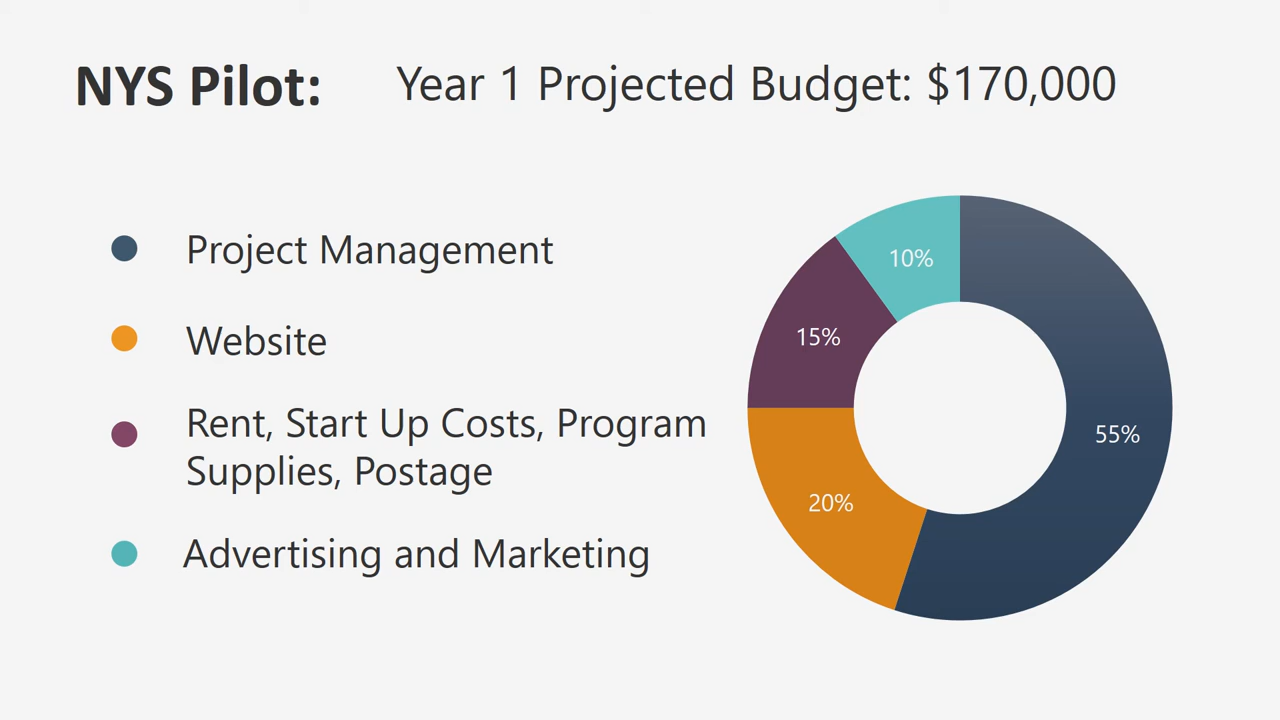 NYS Pilot: Year 1 Projected Budget: $170,000
Project Management
Website
Rent, Start Up Costs, Program
Supplies, Postage
Advertising and Marketing
10%
15%
55%
20%